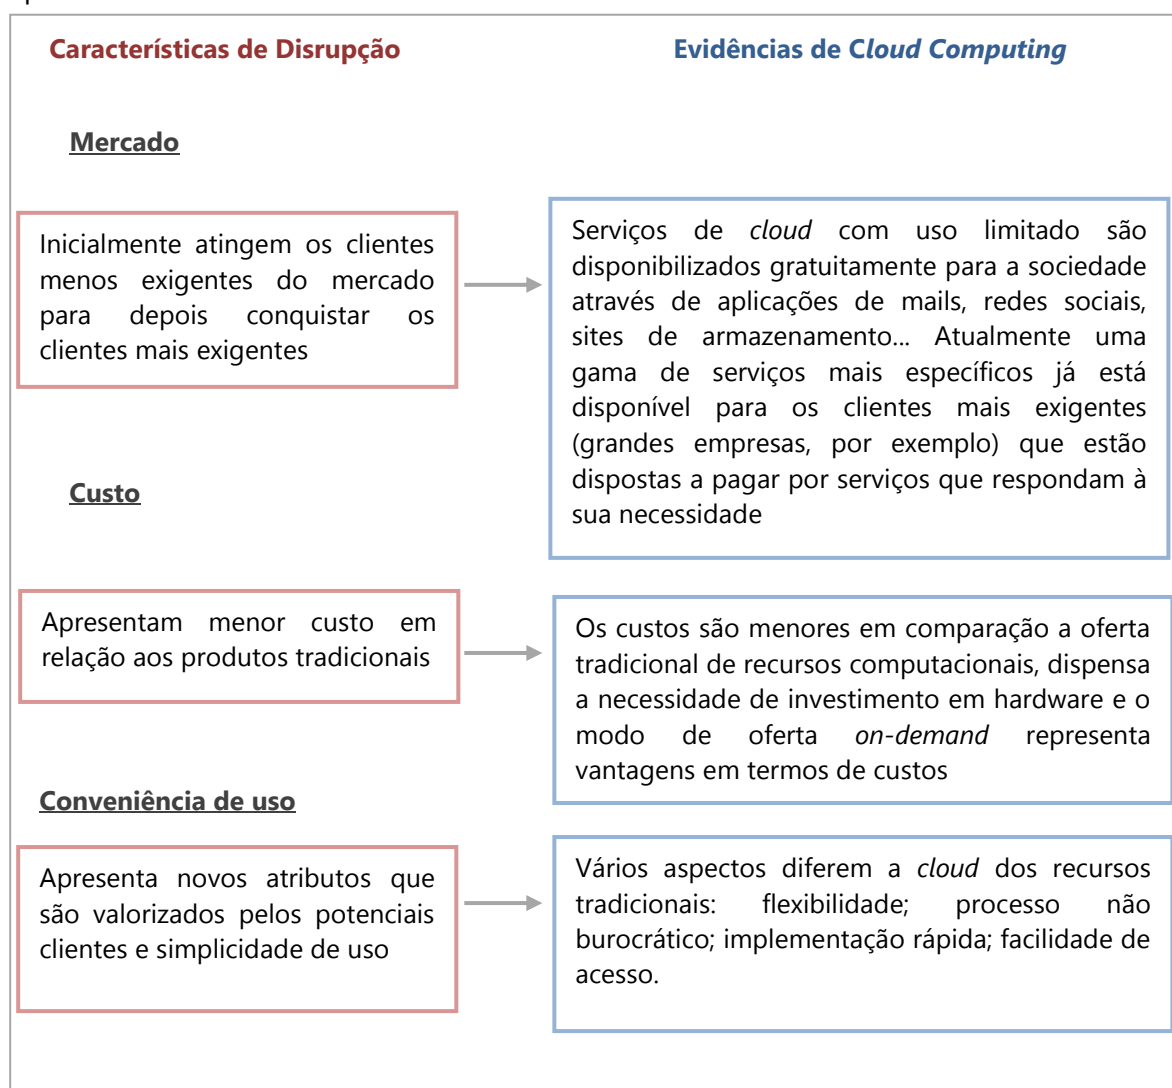 Características de Disrupção
Evidências de Cloud Computing
Mercado
Inicialmente atingem os clientes
menos exigentes do mercado
para depois conquistar os
clientes mais exigentes
Serviços de cloud com uso limitado são
disponibilizados gratuitamente para a sociedade
através de aplicações de mails, redes sociais,
sites de armazenamento... Atualmente uma
gama de serviços mais específicos já está
disponível para os clientes mais exigentes
(grandes empresas, por exemplo) que estão
dispostas a pagar por serviços que respondam à
sua necessidade
Custo
Apresentam menor custo em
relação aos produtos tradicionais
Os custos são menores em comparação a oferta
tradicional de recursos computacionais, dispensa
a necessidade de investimento em hardware e o
modo de oferta on-demand representa
vantagens em termos de custos
Conveniência de uso
Apresenta novos atributos que
são valorizados pelos potenciais
clientes e simplicidade de uso
Vários aspectos diferem a cloud dos recursos
tradicionais: flexibilidade; processo não
burocrático; implementação rápida; facilidade de
acesso.